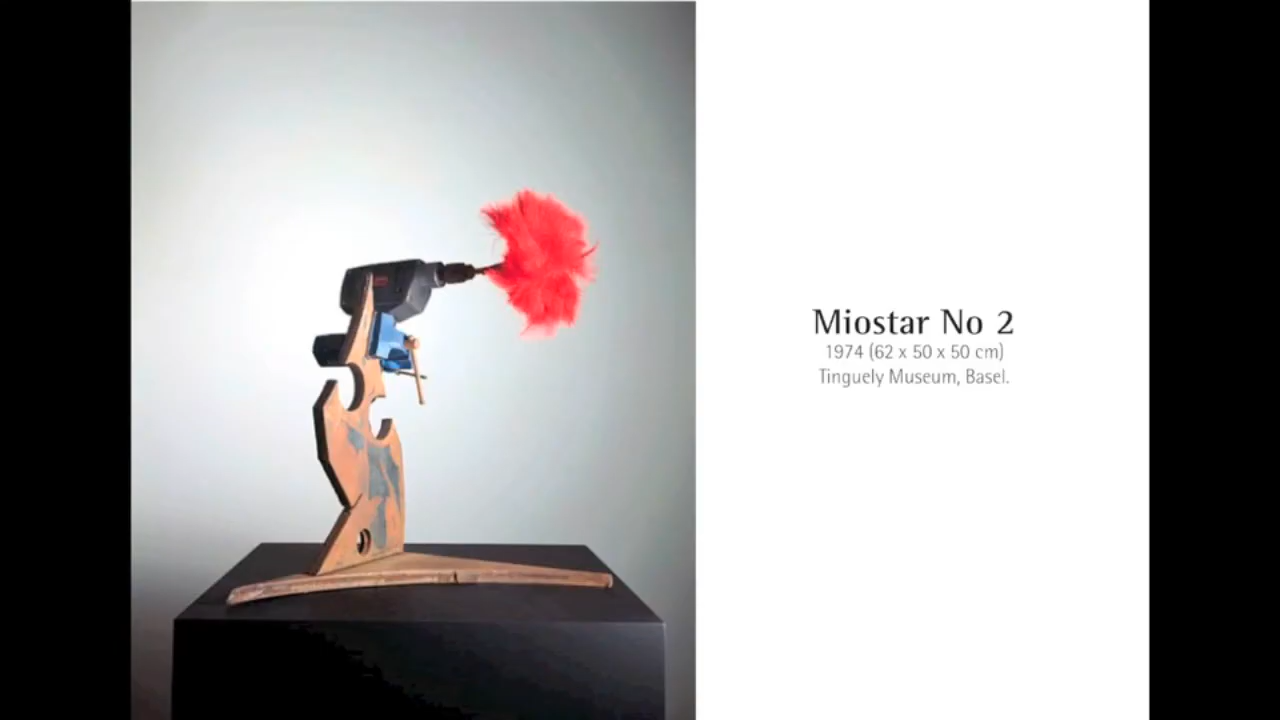 Miostar No 2
1974 (62 x 50 x 50 cm)
Tinguely Museum, Basel.